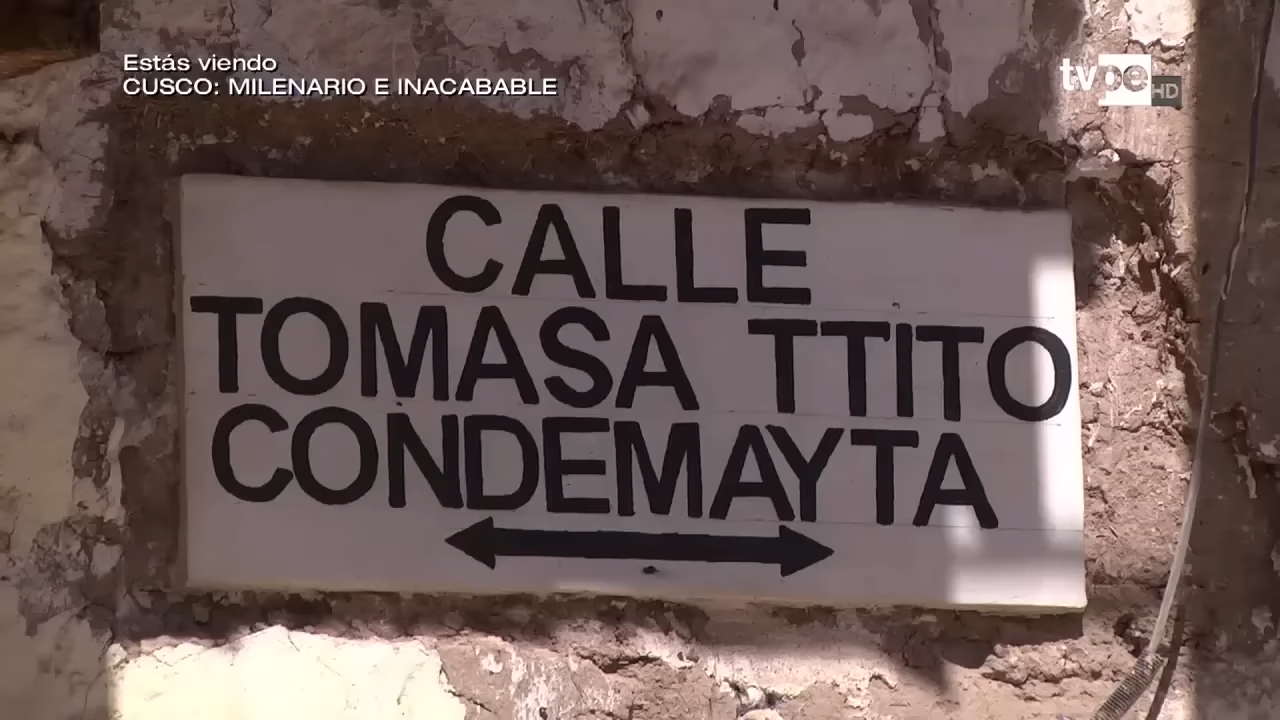 Estás viendo
CUSCO: MILENARIO E INACABABLE
tvpe HD
CALLE
TOMASA TTITO
CONDEMAYTA